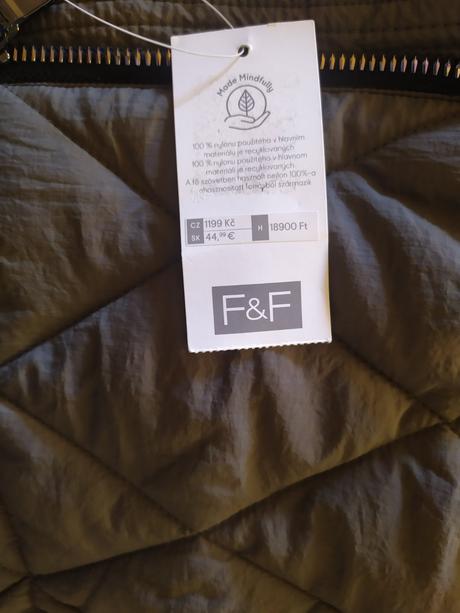 Made Mindfully
100 % nylonu použitého v hlavním
materiálu je recyklovaných
100 % nylonu použitého v hlavnom
materiáli je recyklovaných
A fő szövetben használt nejlon 100%-a
újrahasznosított forrásból származik
CZ 1199 Kč
SK 44,99 €
H 18900 Ft
F&F